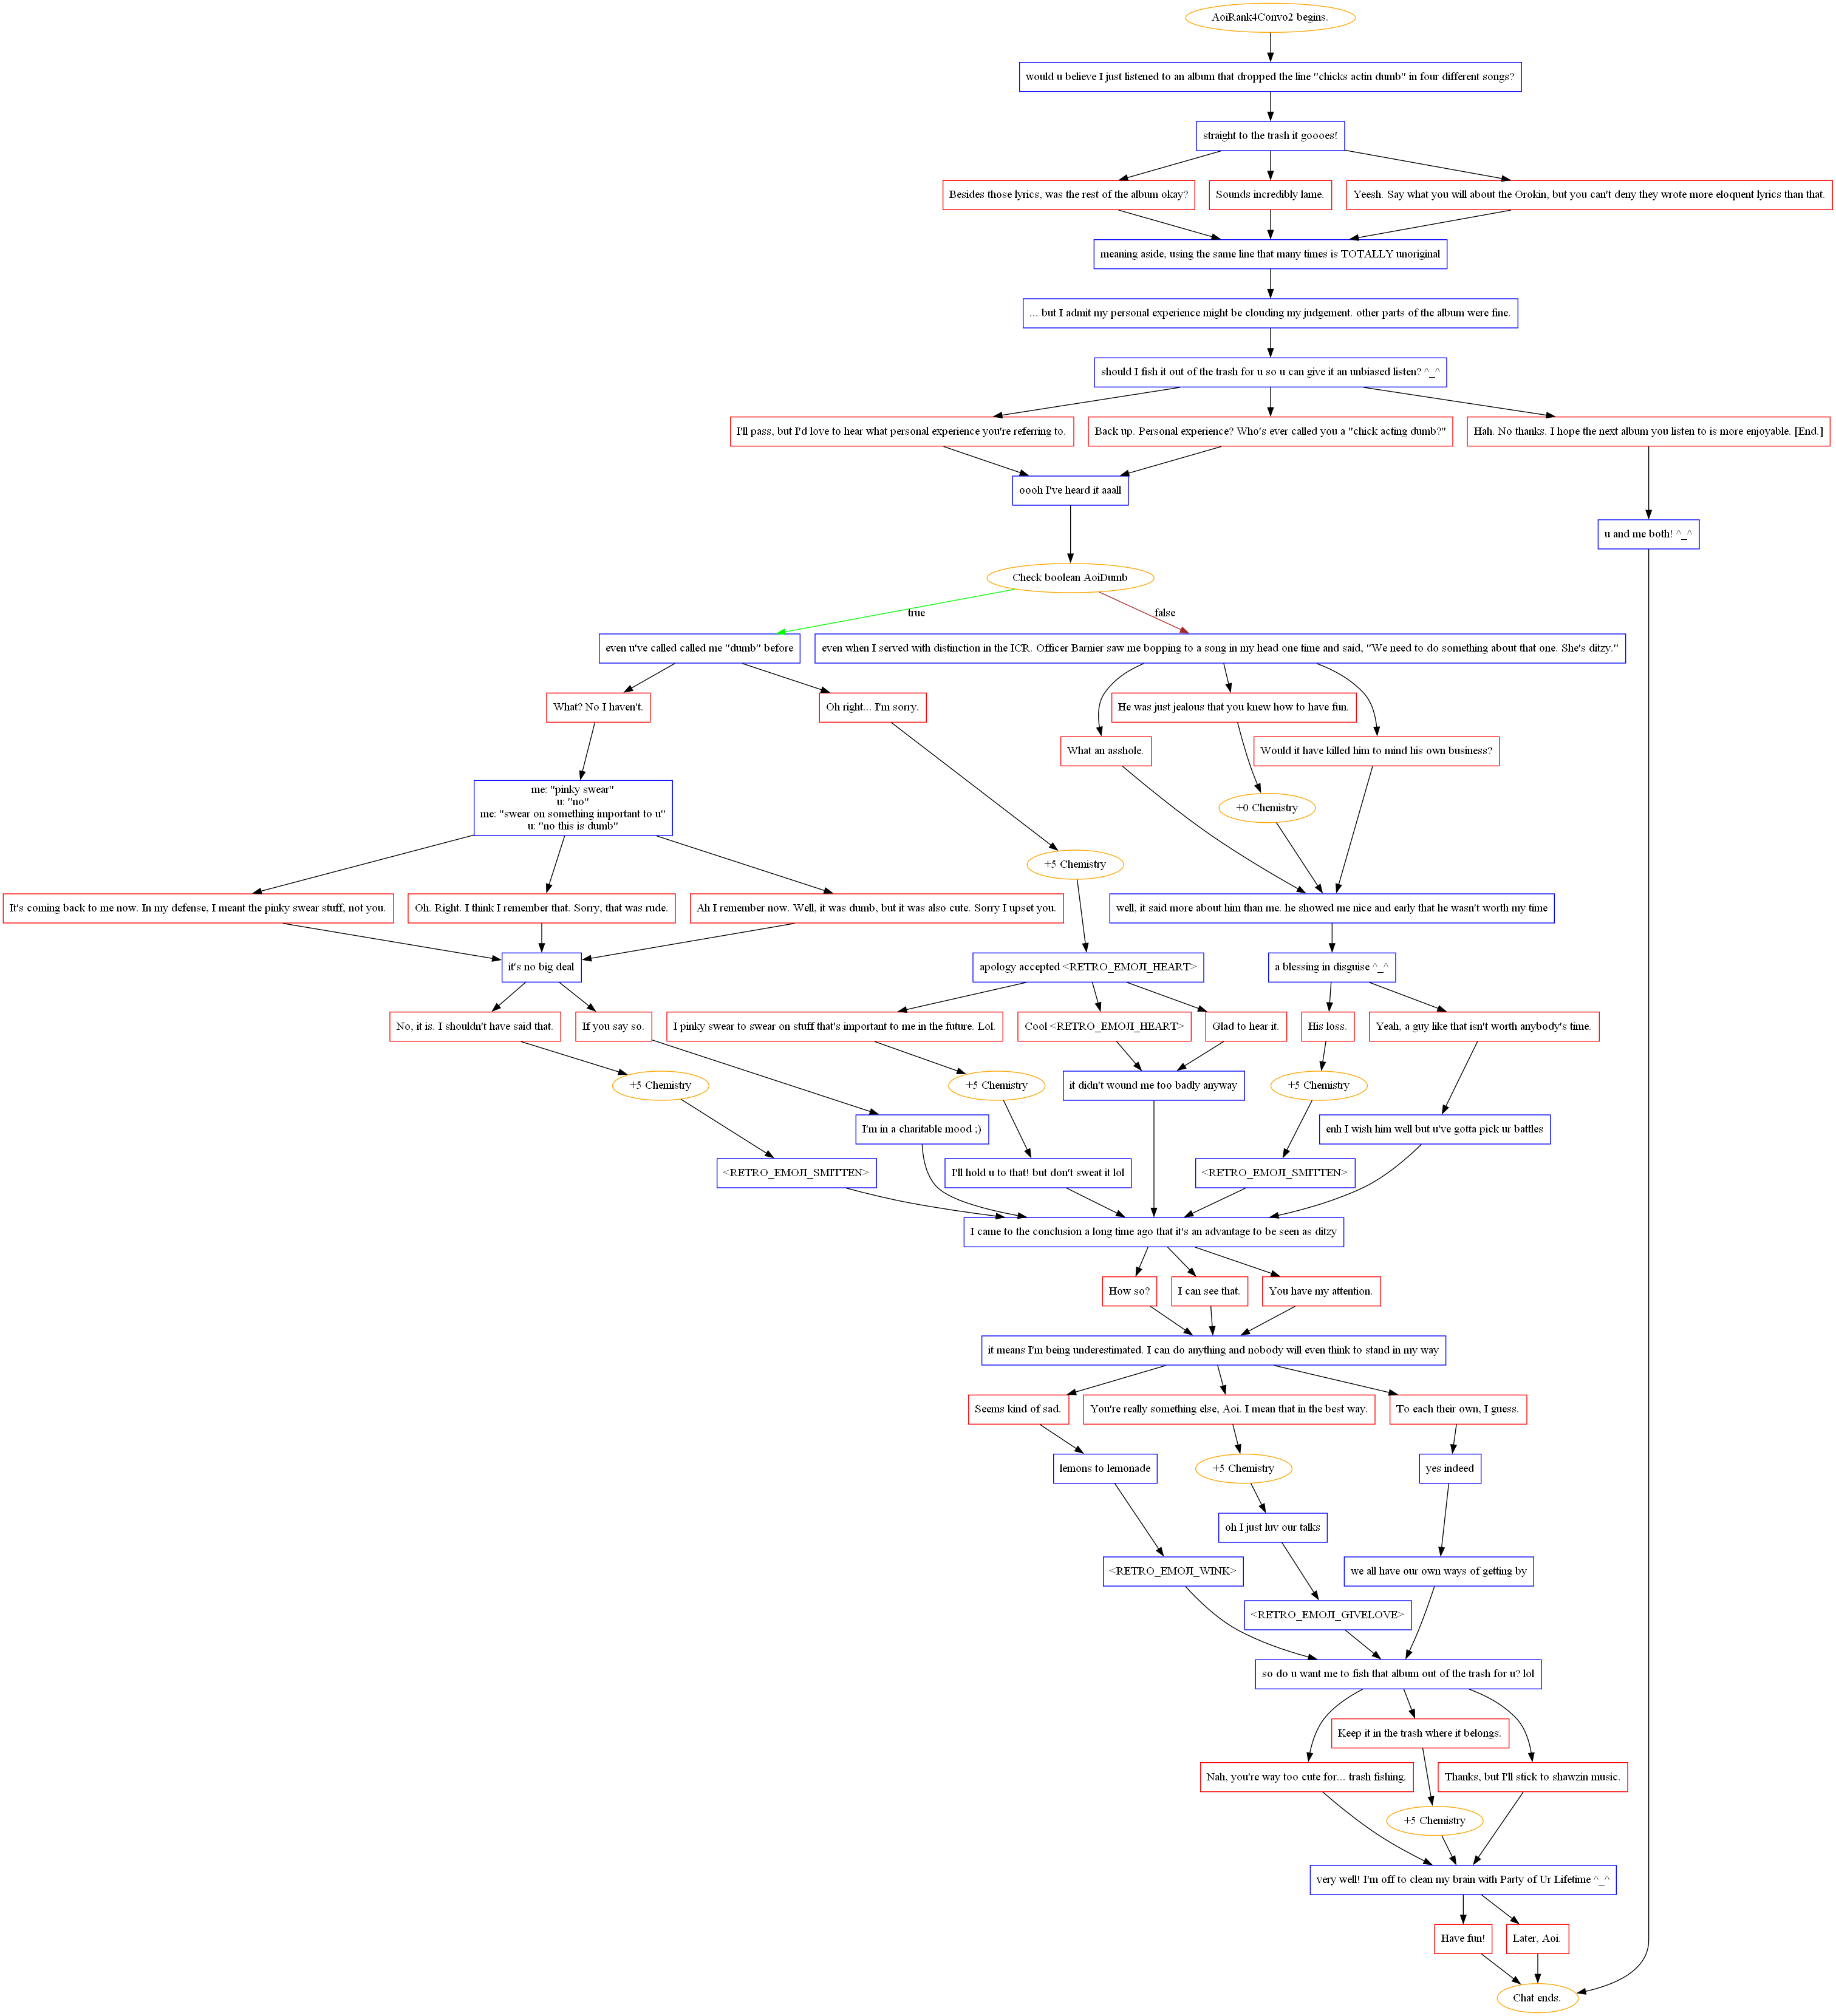 AoiRank4Convo2 begins.
would u believe I just listened to an album that dropped the line "chicks actin dumb" in four different songs?
straight to the trash it goooes!
Besides those lyrics, was the rest of the album okay?
Sounds incredibly lame.
Yeesh. Say what you will about the Orokin, but you can't deny they wrote more eloquent lyrics than that.
meaning aside, using the same line that many times is TOTALLY unoriginal
... but I admit my personal experience might be clouding my judgement. other parts of the album were fine.
should I fish it out of the trash for u so u can give it an unbiased listen? ^_^
I'll pass, but I'd love to hear what personal experience you're referring to.
Back up. Personal experience? Who's ever called you a "chick acting dumb?"
Hah. No thanks. I hope the next album you listen to is more enjoyable. [End.]
oooh I've heard it aaall
u and me both! ^_^
Check boolean AoiDumb
true
false
even u've called called me "dumb" before
even when I served with distinction in the ICR. Officer Barnier saw me bopping to a song in my head one time and said, "We need to do something about that one. She's ditzy."
What? No I haven't.
Oh right... I'm sorry.
He was just jealous that you knew how to have fun.
What an asshole.
Would it have killed him to mind his own business?
me: "pinky swear"
u: "no"
me: "swear on something important to u"
u: "no this is dumb"
+0 Chemistry
+5 Chemistry
It's coming back to me now. In my defense, I meant the pinky swear stuff, not you.
Oh. Right. I think I remember that. Sorry, that was rude.
Ah I remember now. Well, it was dumb, but it was also cute. Sorry I upset you.
well, it said more about him than me. he showed me nice and early that he wasn't worth my time
it's no big deal
apology accepted <RETRO_EMOJI_HEART>
a blessing in disguise ^_^
No, it is. I shouldn't have said that.
If you say so.
I pinky swear to swear on stuff that's important to me in the future. Lol.
Cool <RETRO_EMOJI_HEART>
Glad to hear it.
His loss.
Yeah, a guy like that isn't worth anybody's time.
+5 Chemistry
+5 Chemistry
it didn't wound me too badly anyway
+5 Chemistry
I'm in a charitable mood ;)
enh I wish him well but u've gotta pick ur battles
<RETRO_EMOJI_SMITTEN>
I'll hold u to that! but don't sweat it lol
<RETRO_EMOJI_SMITTEN>
I came to the conclusion a long time ago that it's an advantage to be seen as ditzy
How so?
I can see that.
You have my attention.
it means I'm being underestimated. I can do anything and nobody will even think to stand in my way
Seems kind of sad.
You're really something else, Aoi. I mean that in the best way.
To each their own, I guess.
lemons to lemonade
+5 Chemistry
yes indeed
oh I just luv our talks
<RETRO_EMOJI_WINK>
we all have our own ways of getting by
<RETRO_EMOJI_GIVELOVE>
so do u want me to fish that album out of the trash for u? lol
Keep it in the trash where it belongs.
Nah, you're way too cute for... trash fishing.
Thanks, but I'll stick to shawzin music.
+5 Chemistry
very well! I'm off to clean my brain with Party of Ur Lifetime ^_^
Have fun!
Later, Aoi.
Chat ends.